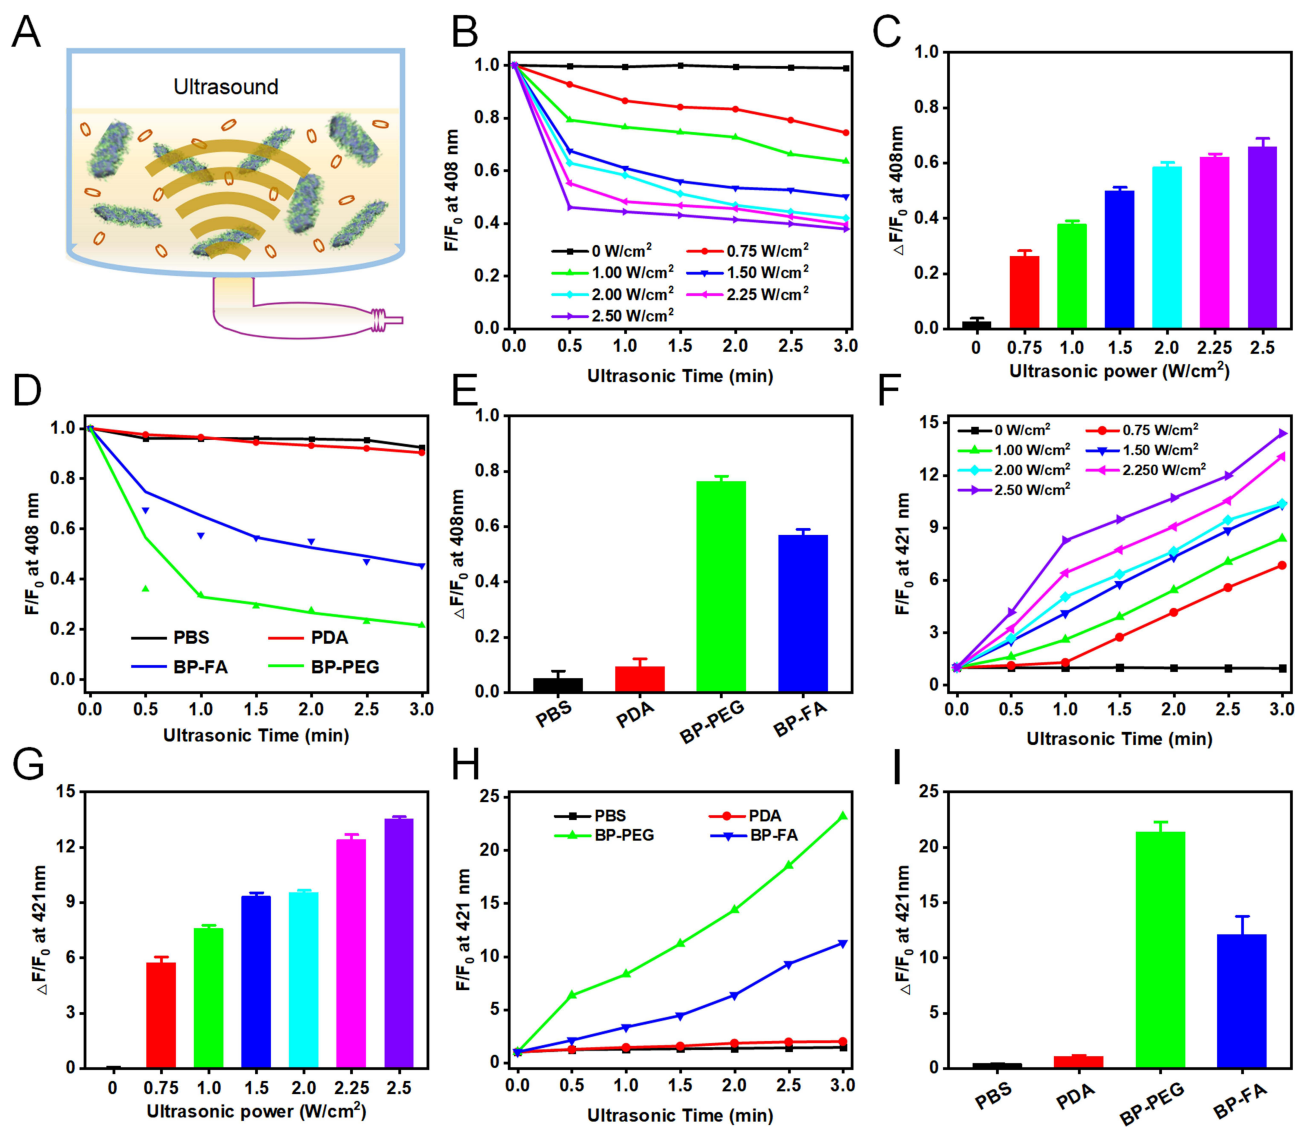 A
Ultrasound
B
F/F0 at 408 nm
1.0
0.8
0.6
0.4
0.2
0.0
0 W/cm²
0.75 W/cm²
1.00 W/cm²
1.50 W/cm²
2.00 W/cm²
2.25 W/cm²
2.50 W/cm²
0.0 0.5 1.0 1.5 2.0 2.5 3.0
Ultrasonic Time (min)
C
△F/F0 at 408nm
1.0
0.8
0.6
0.4
0.2
0.0
0 0.75 1.0 1.5 2.0 2.25 2.5
Ultrasonic power (W/cm²)
D
F/F0 at 408 nm
1.0
0.8
0.6
0.4
0.2
0.0
PBS
PDA
BP-FA
BP-PEG
0.0 0.5 1.0 1.5 2.0 2.5 3.0
Ultrasonic Time (min)
E
△F/F0 at 408nm
1.0
0.8
0.6
0.4
0.2
0.0
PBS
PDA
BP-PEG
BP-FA
F
F/F0 at 421 nm
15
12
9
6
3
0
0 W/cm²
0.75 W/cm²
1.00 W/cm²
1.50 W/cm²
2.00 W/cm²
2.250 W/cm²
2.50 W/cm²
0.0 0.5 1.0 1.5 2.0 2.5 3.0
Ultrasonic Time (min)
G
△F/F0 at 421nm
15
12
9
6
3
0
0 0.75 1.0 1.5 2.0 2.25 2.5
Ultrasonic power (W/cm²)
H
F/F0 at 421 nm
25
20
15
10
5
0
PBS
PDA
BP-PEG
BP-FA
0.0 0.5 1.0 1.5 2.0 2.5 3.0
Ultrasonic Time (min)
I
△F/F0 at 421nm
25
20
15
10
5
0
PBS
PDA
BP-PEG
BP-FA